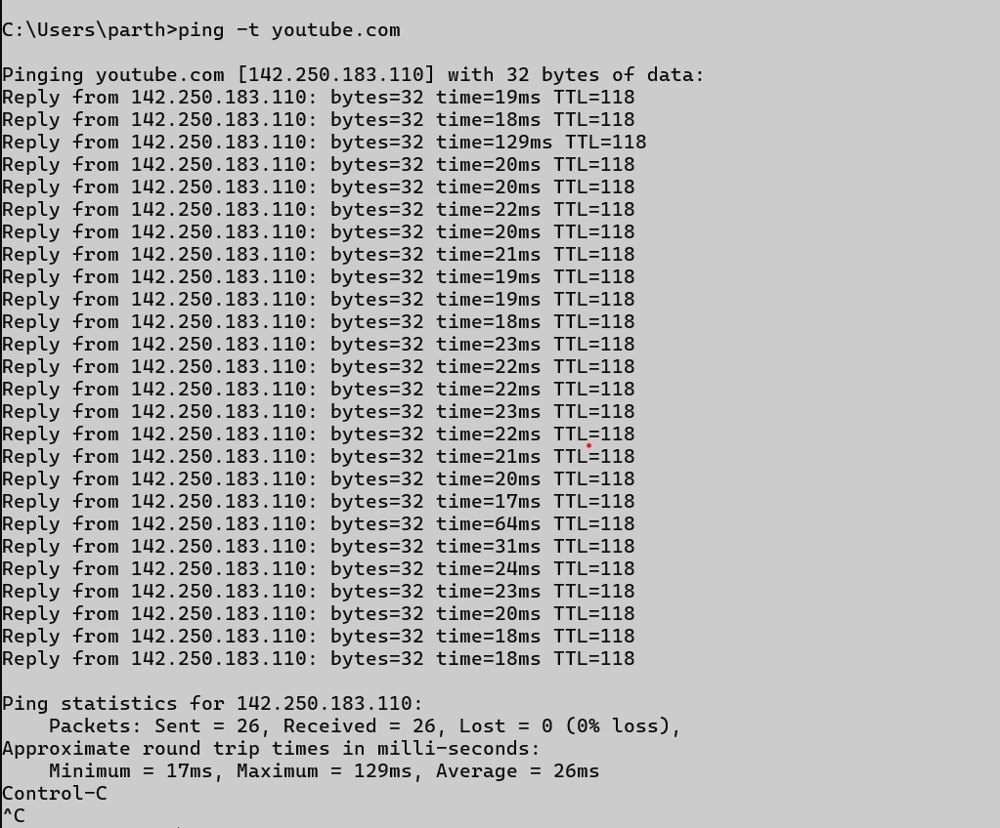 C:\Users\parth>ping -t youtube.com
Pinging youtube.com [142.250.183.110] with 32 bytes of data:
Reply from 142.250.183.110: bytes=32 time=19ms TTL=118
Reply from 142.250.183.110: bytes=32 time=18ms TTL=118
Reply from 142.250.183.110: bytes=32 time=129ms TTL=118
Reply from 142.250.183.110: bytes=32 time=20ms TTL=118
Reply from 142.250.183.110: bytes=32 time=20ms TTL=118
Reply from 142.250.183.110: bytes=32 time=22ms TTL=118
Reply from 142.250.183.110: bytes=32 time=20ms TTL=118
Reply from 142.250.183.110: bytes=32 time=21ms TTL=118
Reply from 142.250.183.110: bytes=32 time=19ms TTL=118
Reply from 142.250.183.110: bytes=32 time=19ms TTL=118
Reply from 142.250.183.110: bytes=32 time=18ms TTL=118
Reply from 142.250.183.110: bytes=32 time=23ms TTL=118
Reply from 142.250.183.110: bytes=32 time=22ms TTL=118
Reply from 142.250.183.110: bytes=32 time=22ms TTL=118
Reply from 142.250.183.110: bytes=32 time=23ms TTL=118
Reply from 142.250.183.110: bytes=32 time=22ms TTL=118
Reply from 142.250.183.110: bytes=32 time=21ms TTL=118
Reply from 142.250.183.110: bytes=32 time=20ms TTL=118
Reply from 142.250.183.110: bytes=32 time=17ms TTL=118
Reply from 142.250.183.110: bytes=32 time=64ms TTL=118
Reply from 142.250.183.110: bytes=32 time=31ms TTL=118
Reply from 142.250.183.110: bytes=32 time=24ms TTL=118
Reply from 142.250.183.110: bytes=32 time=23ms TTL=118
Reply from 142.250.183.110: bytes=32 time=20ms TTL=118
Reply from 142.250.183.110: bytes=32 time=18ms TTL=118
Reply from 142.250.183.110: bytes=32 time=18ms TTL=118
Ping statistics for 142.250.183.110:
    Packets: Sent = 26, Received = 26, Lost = 0 (0% loss),
Approximate round trip times in milli-seconds:
    Minimum = 17ms, Maximum = 129ms, Average = 26ms
Control-C
^C